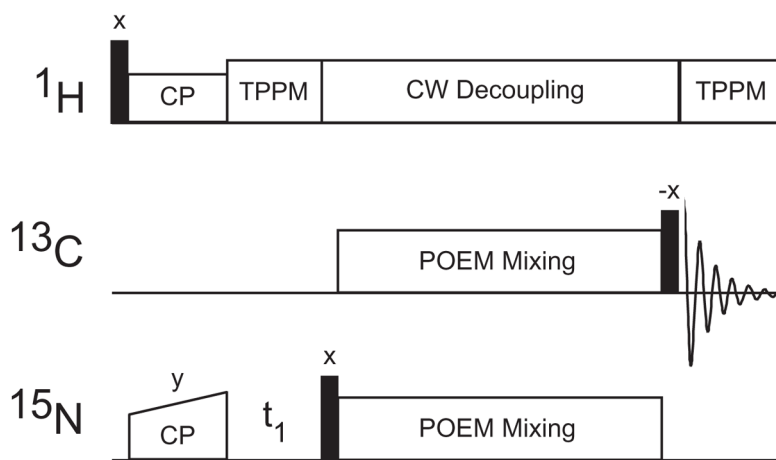 x
¹H
CP
TPPM
CW Decoupling
TPPM
-x
¹³C
POEM Mixing
x
y
¹⁵N
CP
t₁
POEM Mixing